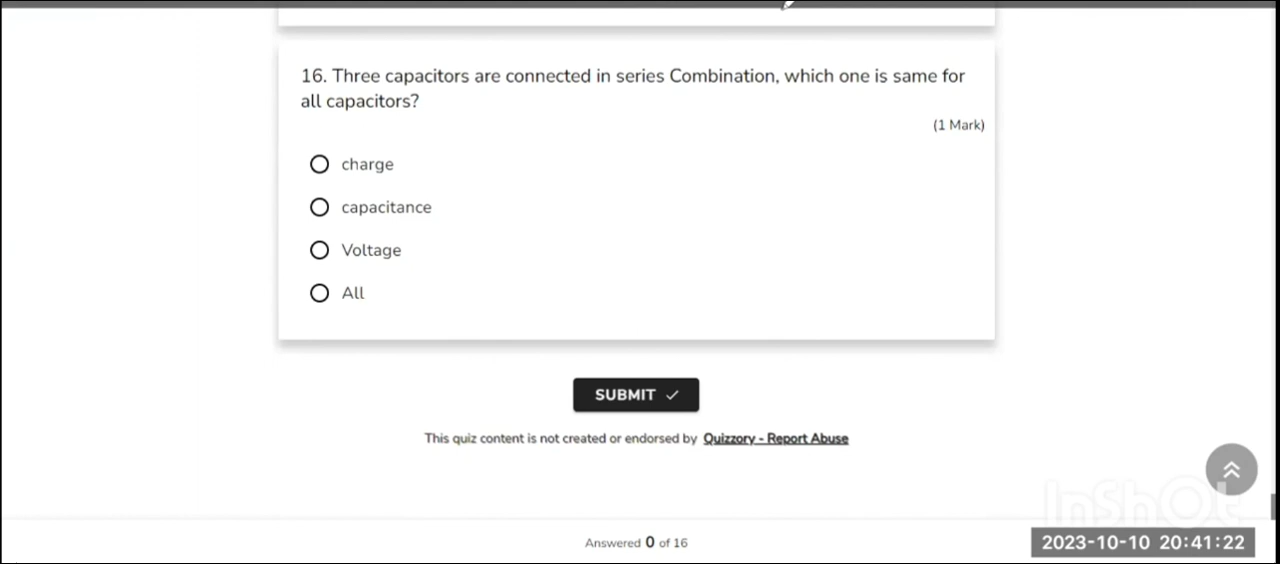 16. Three capacitors are connected in series Combination, which one is same for
all capacitors?
(1 Mark)
charge
capacitance
Voltage
All
SUBMIT
This quiz content is not created or endorsed by Quizzory - Report Abuse
InShOt
Answered 0 of 16
2023-10-10 20:41:22